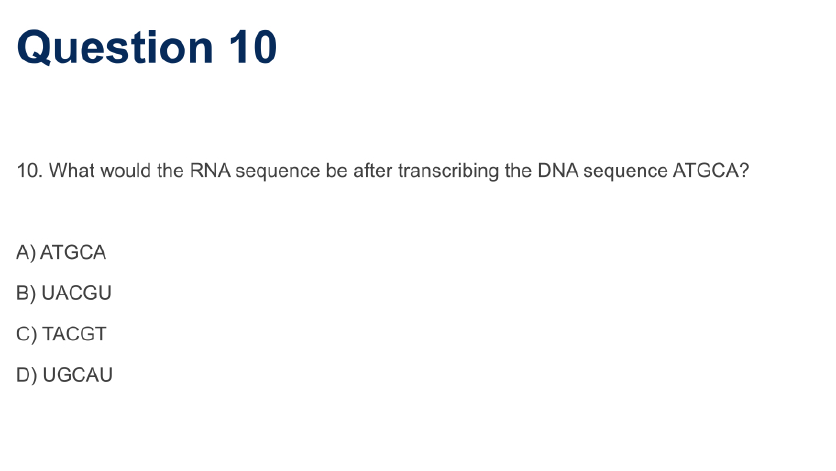 Question 10
10. What would the RNA sequence be after transcribing the DNA sequence ATGCA?
A) ATGCA
B) UACGU
C) TACGT
D) UGCAU